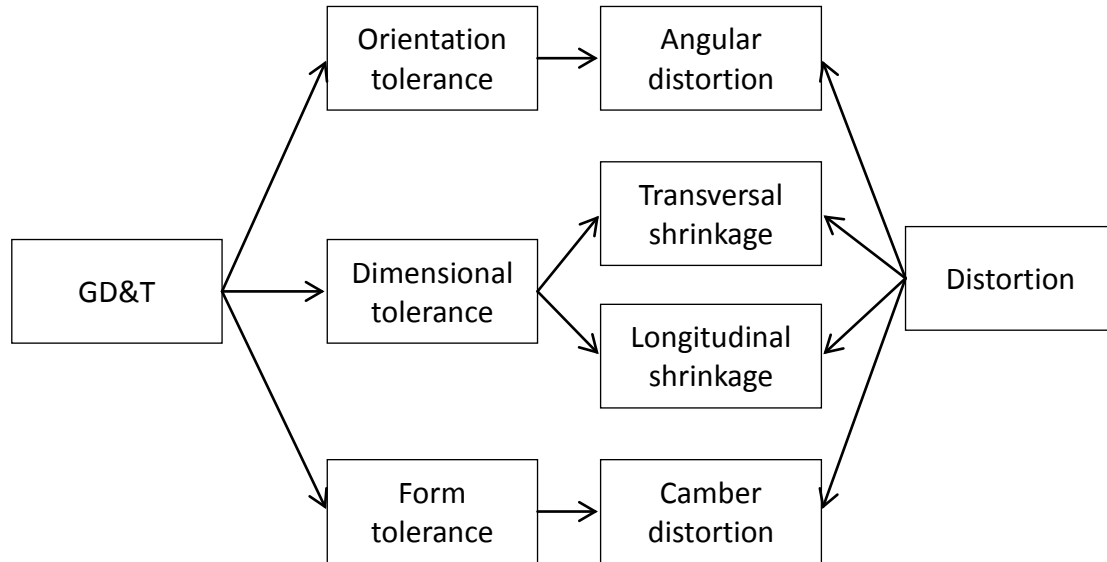 Orientation
tolerance
Angular
distortion
Transversal
shrinkage
GD&T
Dimensional
tolerance
Distortion
Longitudinal
shrinkage
Form
tolerance
Camber
distortion